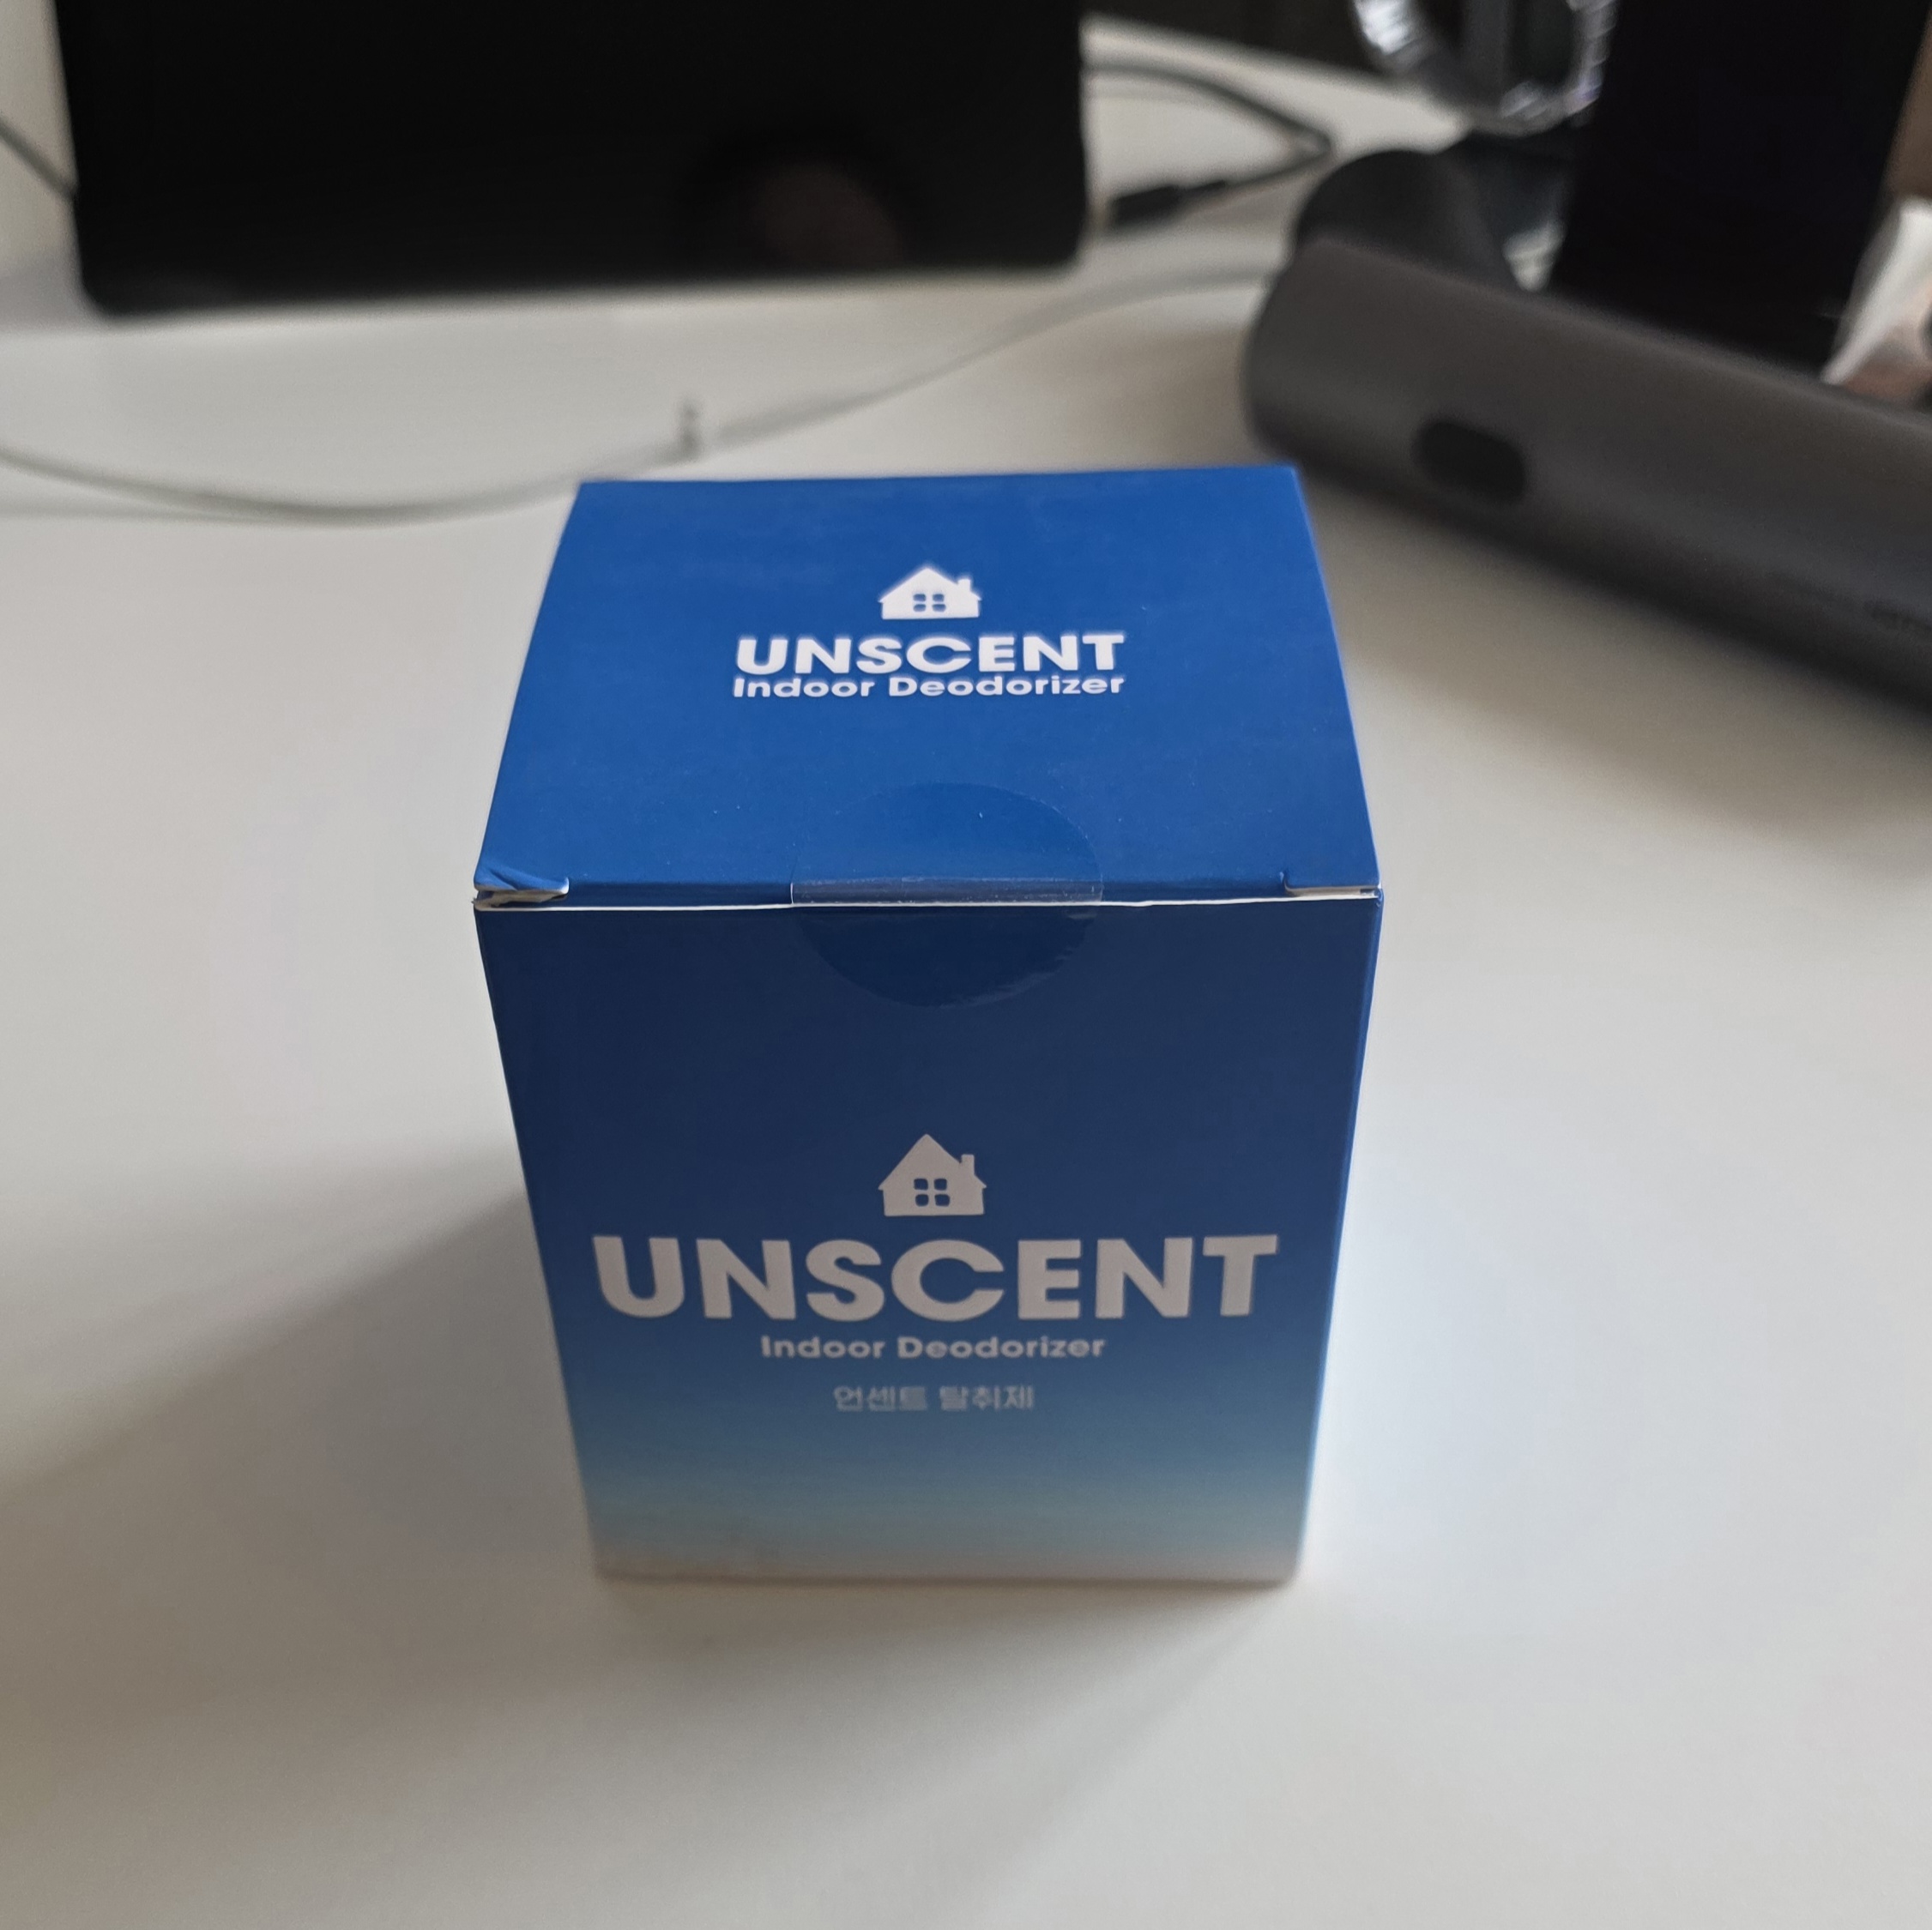 UNSCENT
Indoor Deodorizer
UNSCENT
Indoor Deodorizer
언센트 탈취제